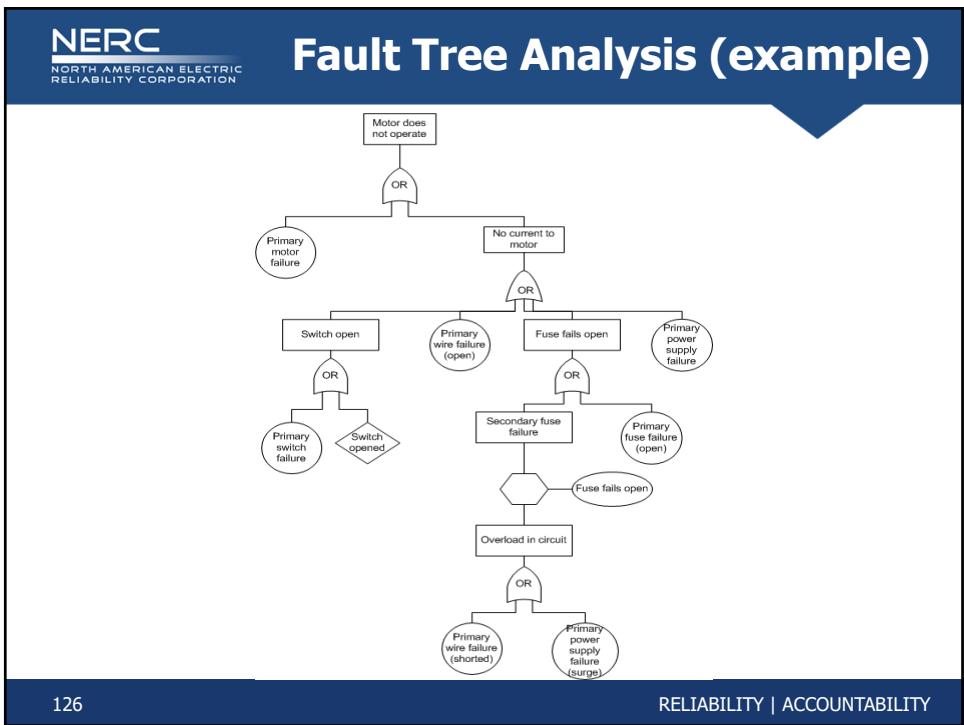 NERC
NORTH AMERICAN ELECTRIC
RELIABILITY CORPORATION
Fault Tree Analysis (example)
Motor does
not operate
OR
Primary
motor
failure
No current to
motor
OR
Switch open
Primary
wire failure
(open)
Fuse fails open
Primary
power
supply
failure
OR
OR
Primary
switch
failure
Switch
opened
Secondary fuse
failure
Primary
fuse failure
(open)
Fuse fails open
Overload in circuit
OR
Primary
wire failure
(shorted)
Primary
power
supply
failure
(surge)
126
RELIABILITY | ACCOUNTABILITY